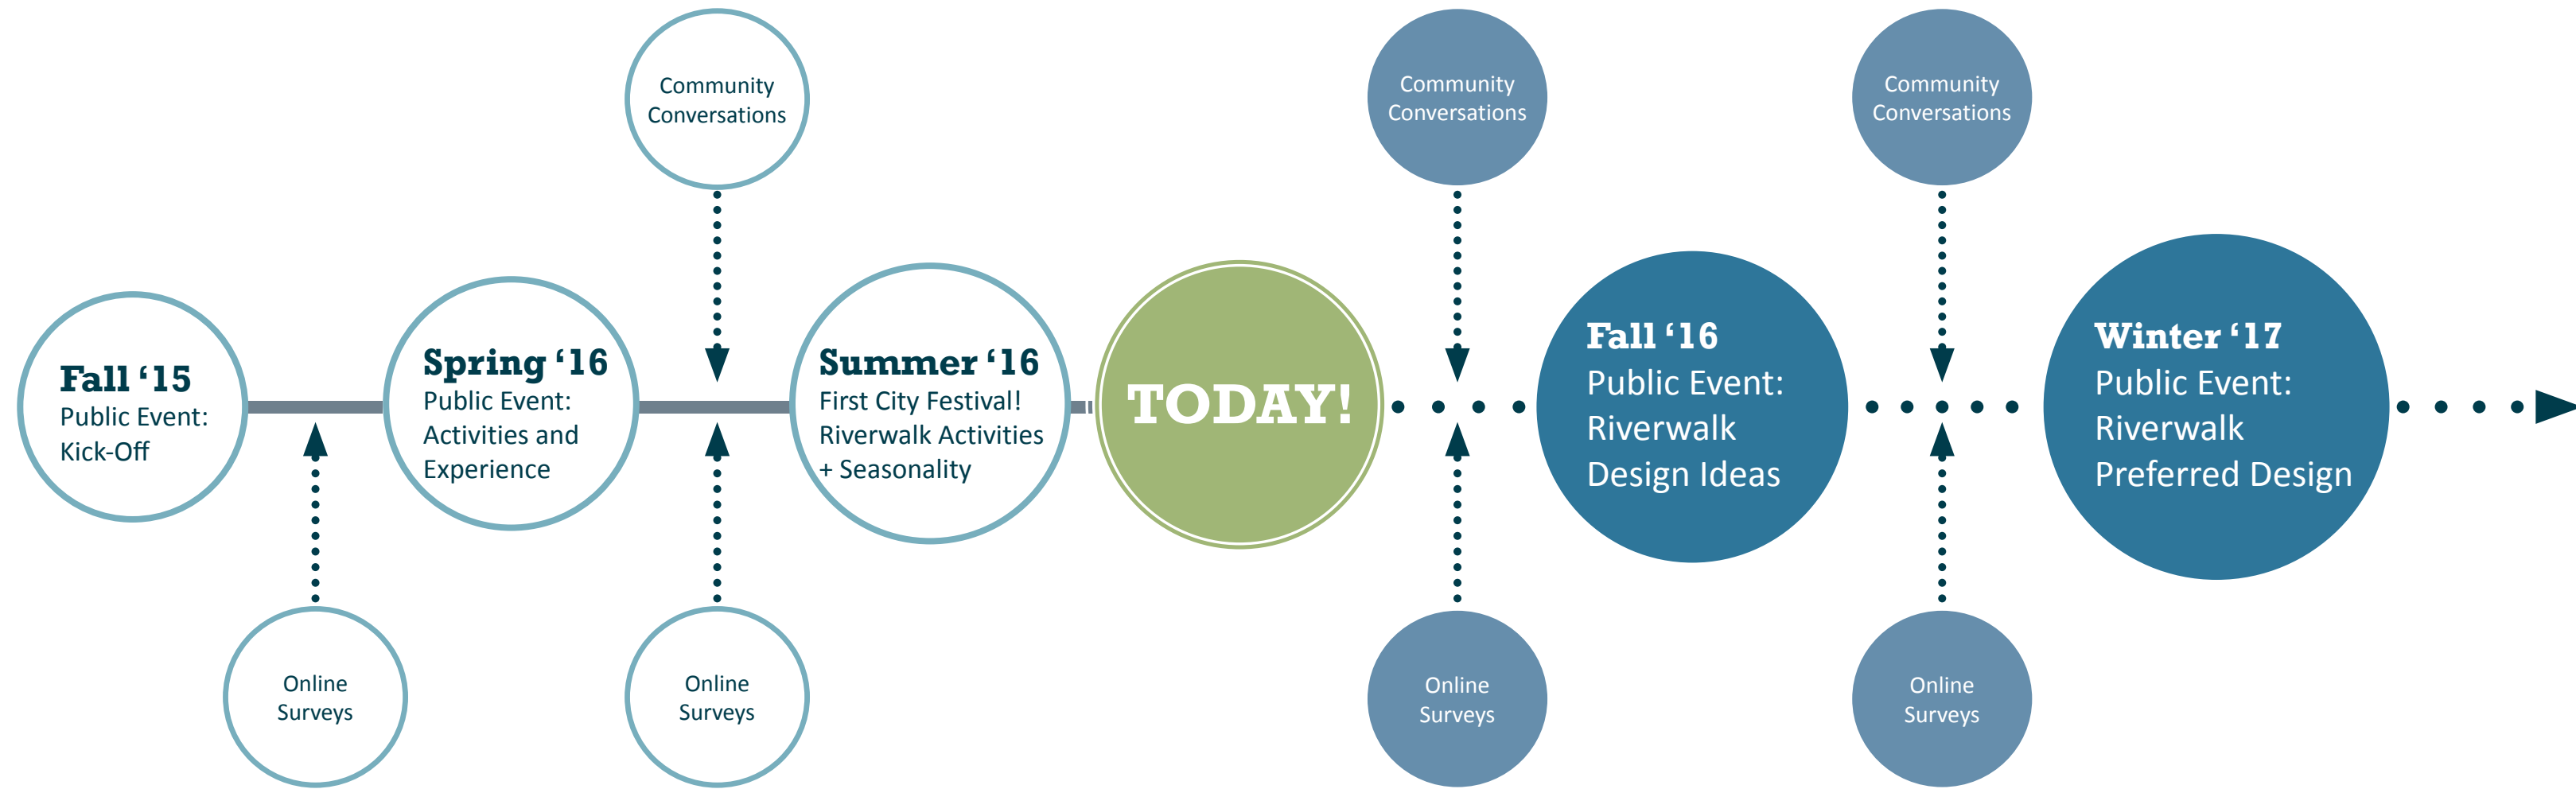 Community
Conversations
Community
Conversations
Community
Conversations
Fall ‘15
Public Event:
Kick-Off
Spring ‘16
Public Event:
Activities and
Experience
Summer ‘16
First City Festival!
Riverwalk Activities
+ Seasonality
TODAY!
Fall ‘16
Public Event:
Riverwalk
Design Ideas
Winter ‘17
Public Event:
Riverwalk
Preferred Design
Online
Surveys
Online
Surveys
Online
Surveys
Online
Surveys